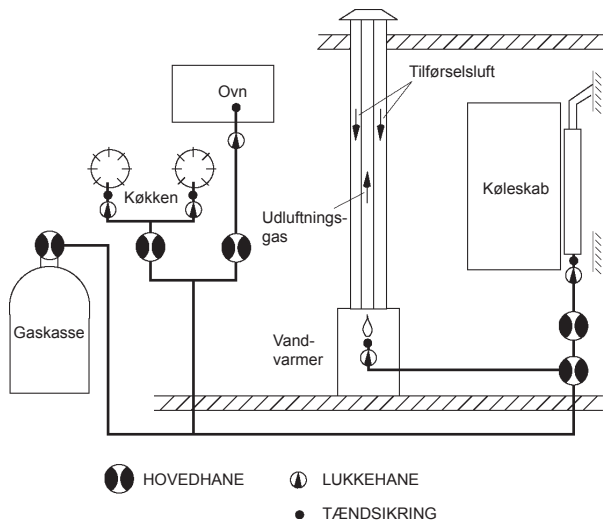 Tilførselsluft
Ovn
Køkken
Køleskab
Udluftnings-
gas
Gaskasse
Vand-
varmer
HOVEDHANE
LUKKEHANE
TÆNDSIKRING